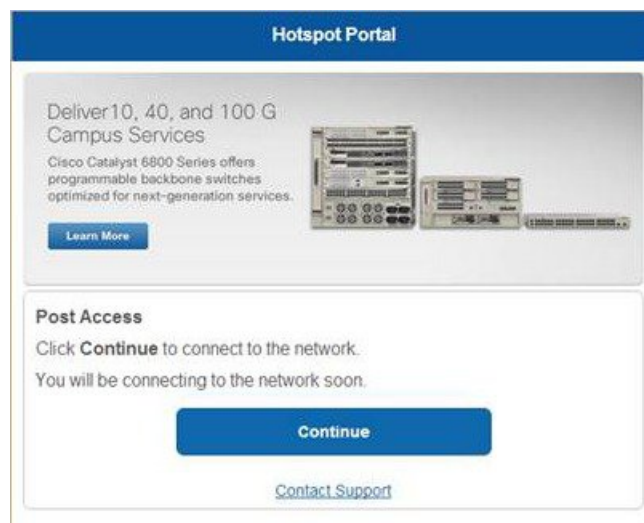 Hotspot Portal
Deliver10, 40, and 100 G
Campus Services
Cisco Catalyst 6800 Series offers
programmable backbone switches
optimized for next-generation services.
Learn More
Post Access
Click Continue to connect to the network.
You will be connecting to the network soon.
Continue
Contact Support